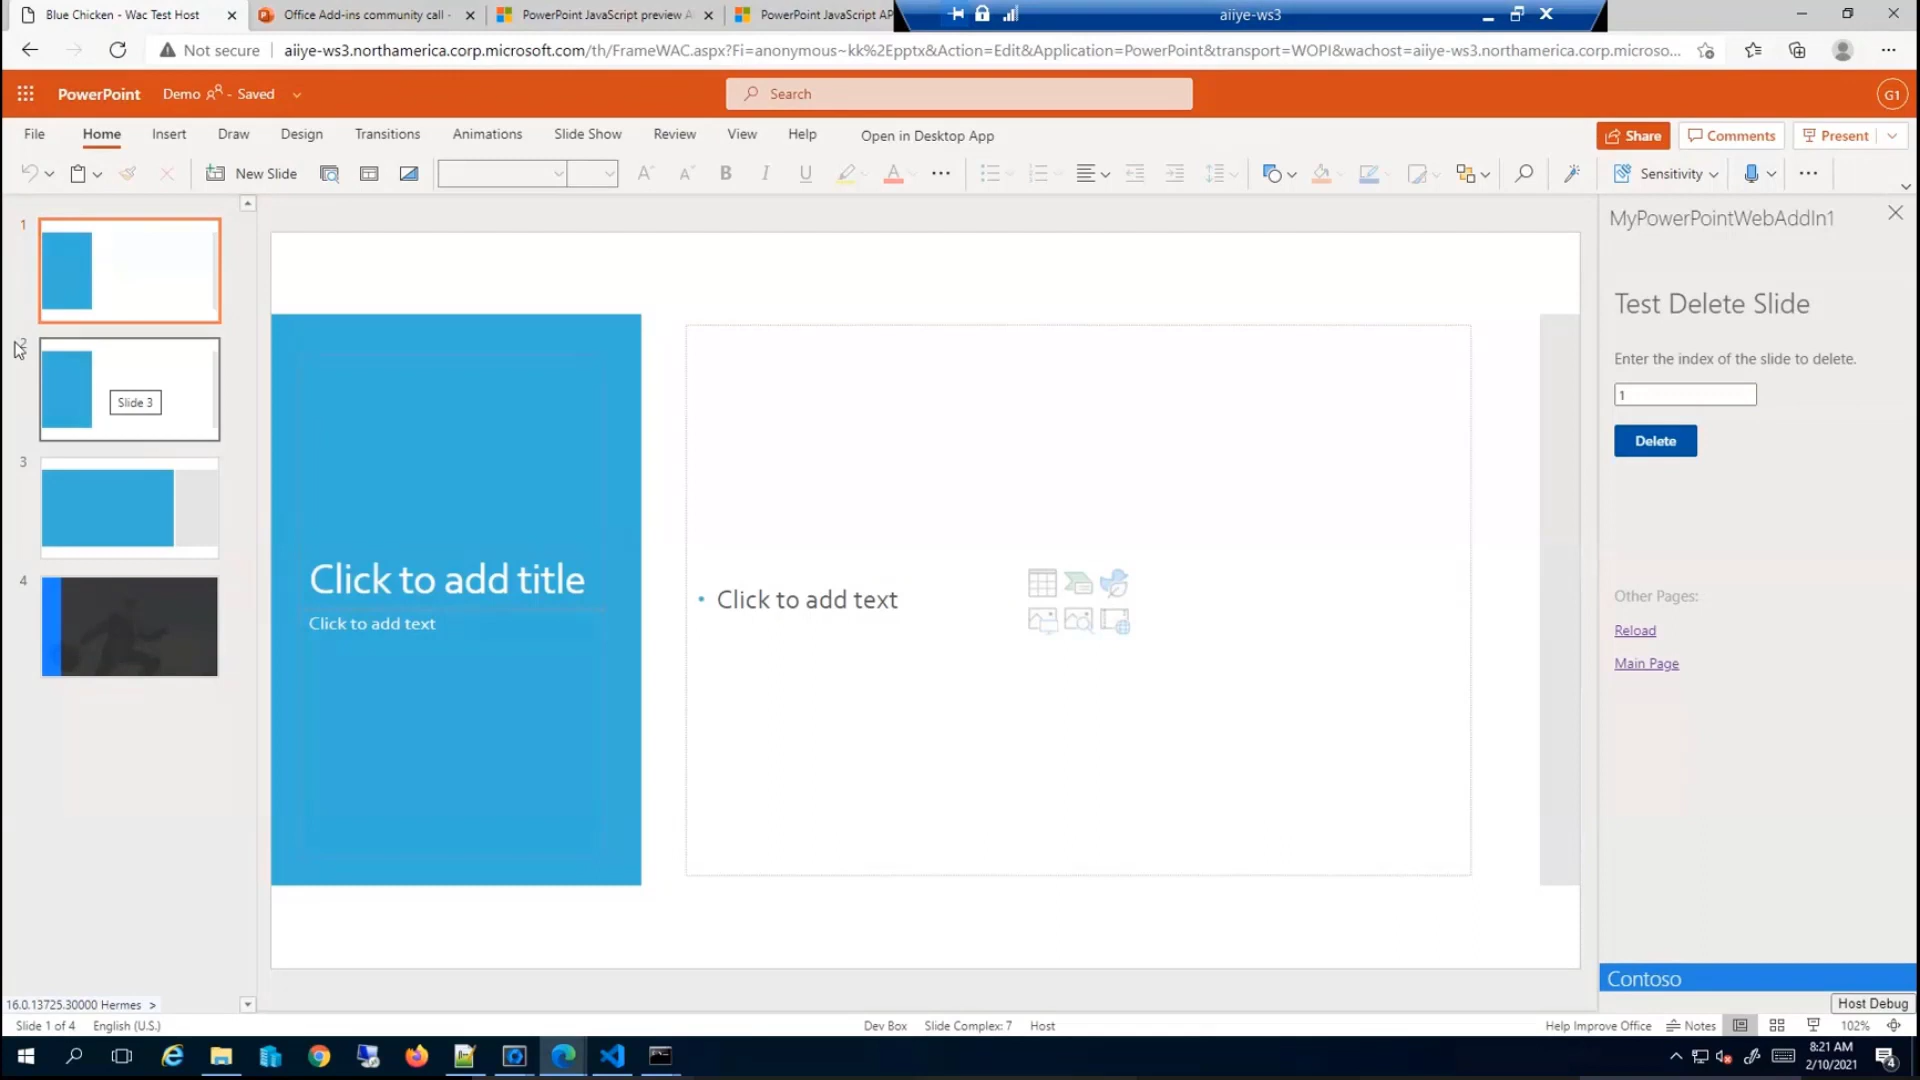 Blue Chicken - Wac Test Host
Office Add-ins community call -
PowerPoint JavaScript preview A
PowerPoint JavaScript AP
aiiye-ws3
Not secure
aiiye-ws3.northamerica.corp.microsoft.com/th/FrameWAC.aspx?Fi=anonymous~kk%2Epptx&Action=Edit&Application=PowerPoint&transport=WOPI&wachost=aiiye-ws3.northamerica.corp.microso...
PowerPoint
Demo
- Saved
Search
G1
File
Home
Insert
Draw
Design
Transitions
Animations
Slide Show
Review
View
Help
Open in Desktop App
Share
Comments
Present
New Slide
B
I
U
Sensitivity
1
2
Slide 3
3
4
Click to add title
Click to add text
• Click to add text
MyPowerPointWebAddIn1
Test Delete Slide
Enter the index of the slide to delete.
1
Delete
Other Pages:
Reload
Main Page
Contoso
Host Debug
16.0.13725.30000 Hermes >
Slide 1 of 4
English (U.S.)
Dev Box
Slide Complex: 7
Host
Help Improve Office
Notes
102%
8:21 AM
2/10/2021
4